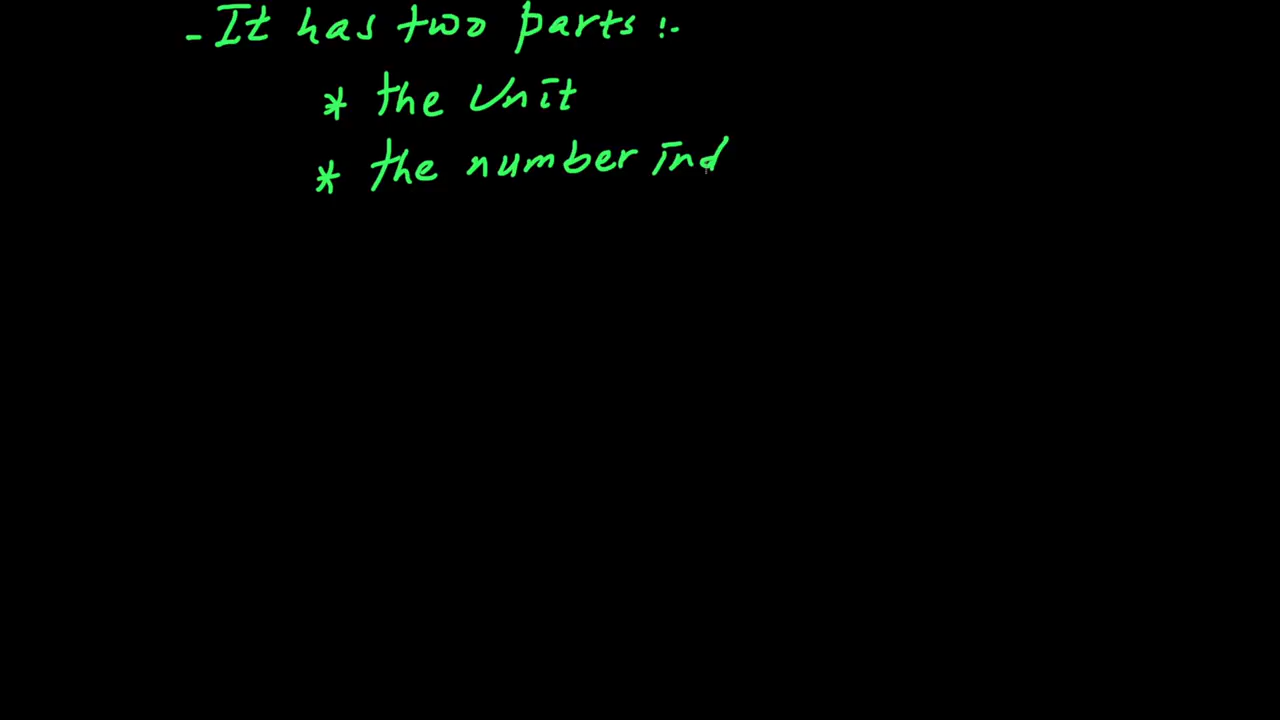 - It has two parts :-
* the Unit
* the number ind